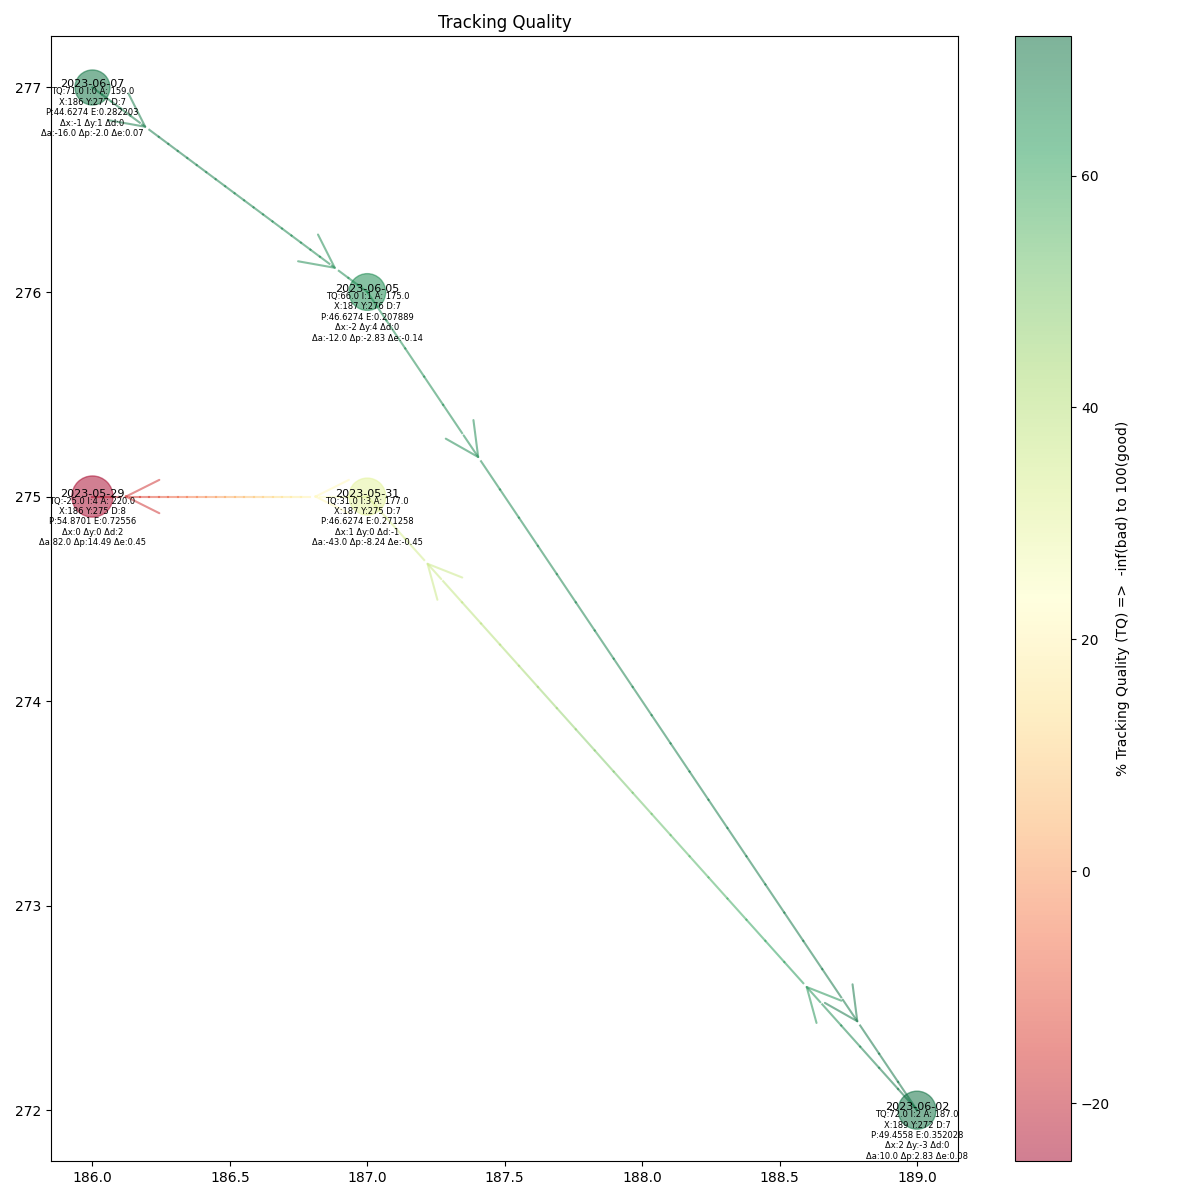 Tracking Quality
277
276
275
274
273
272
186.0
186.5
187.0
187.5
188.0
188.5
189.0
2023-06-07
TQ:71.0 I:0 A: 159.0
X:186 Y:277 D:7
P:44.6274 E:0.282203
Δx:-1 Δy:1 Δd:0
Δa:-16.0 Δp:-2.0 Δe:0.07
2023-06-05
TQ:66.0 I:1 A: 175.0
X:187 Y:276 D:7
P:46.6274 E:0.207889
Δx:-2 Δy:4 Δd:0
Δa:-12.0 Δp:-2.83 Δe:-0.14
2023-05-29
TQ:-25.0 I:4 A: 220.0
X:186 Y:275 D:8
P:54.8701 E:0.72556
Δx:0 Δy:0 Δd:2
Δa:82.0 Δp:14.49 Δe:0.45
2023-05-31
TQ:31.0 I:3 A: 177.0
X:187 Y:275 D:7
P:46.6274 E:0.271258
Δx:1 Δy:0 Δd:-1
Δa:-43.0 Δp:-8.24 Δe:-0.45
2023-06-02
TQ:72.0 I:2 A: 187.0
X:189 Y:272 D:7
P:49.4558 E:0.352028
Δx:2 Δy:-3 Δd:0
Δa:10.0 Δp:2.83 Δe:0.08
60
40
20
0
−20
% Tracking Quality (TQ) => -inf(bad) to 100(good)